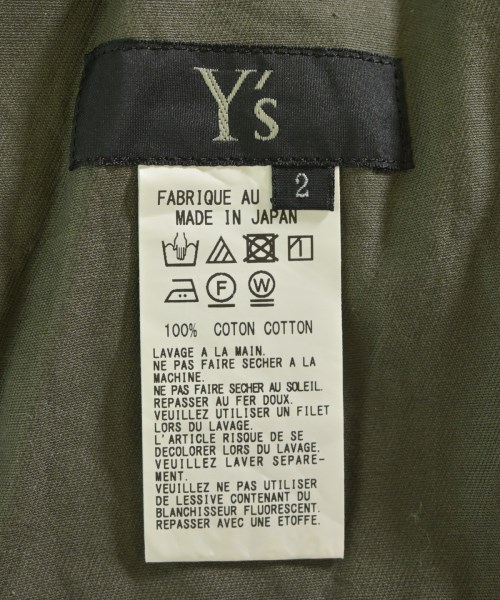 Y's
2
FABRIQUE AU
MADE IN JAPAN
F W
100% COTON COTTON
LAVAGE A LA MAIN.
NE PAS FAIRE SECHER A LA
MACHINE.
NE PAS FAIRE SECHER AU SOLEIL.
REPASSER AU FER DOUX.
VEUILLEZ UTILISER UN FILET
LORS DU LAVAGE.
L'ARTICLE RISQUE DE SE
DECOLORER LORS DU LAVAGE.
VEUILLEZ LAVER SEPARE-
MENT.
VEUILLEZ NE PAS UTILISER
DE LESSIVE CONTENANT DU
BLANCHISSEUR FLUORESCENT.
REPASSER AVEC UNE ETOFFE.